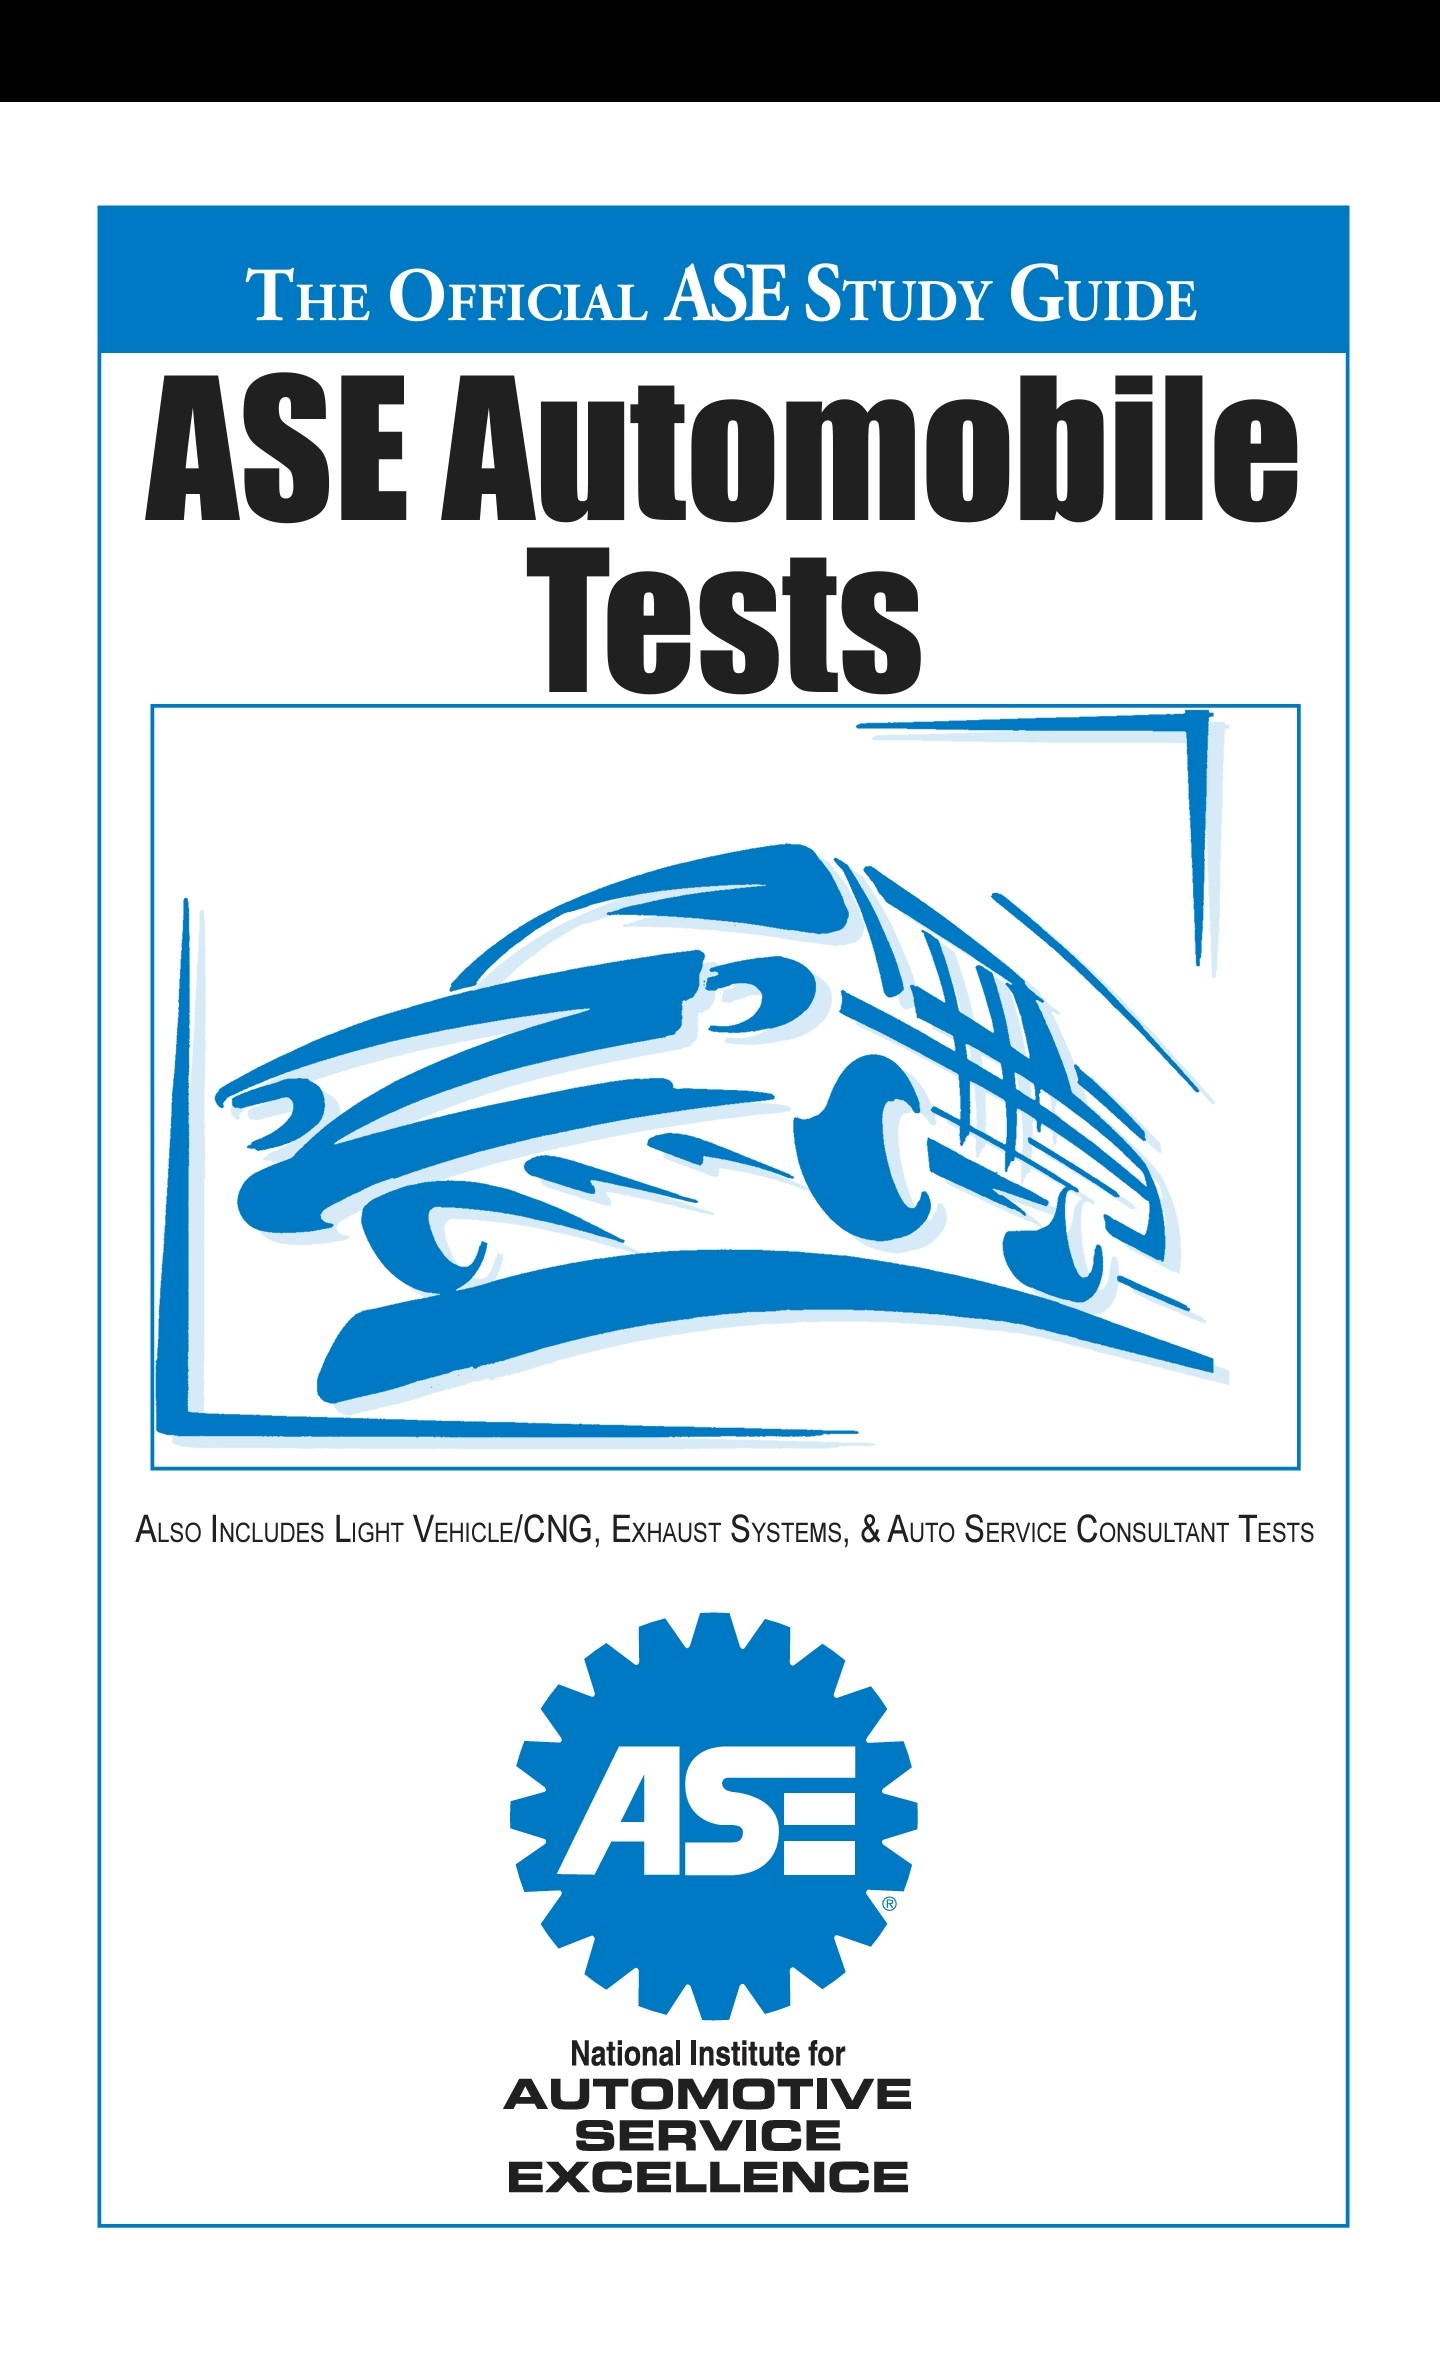 The Official ASE Study Guide
ASE Automobile
Tests
Also Includes Light Vehicle/CNG, Exhaust Systems, & Auto Service Consultant Tests
ASE
®
National Institute for
AUTOMOTIVE
SERVICE
EXCELLENCE